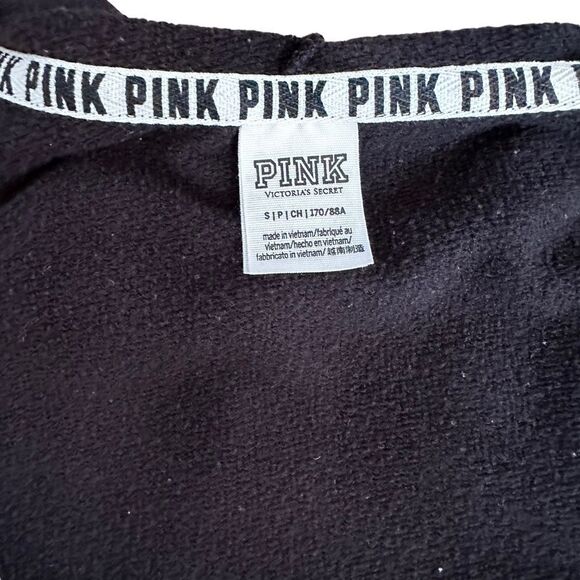 PINK PINK PINK PINK PINK
PINK
VICTORIA'S SECRET
S | P | CH | 170/88A
made in vietnam/fabriqué au
vietnam/hecho en vietnam/
fabbricato in vietnam/越南制造